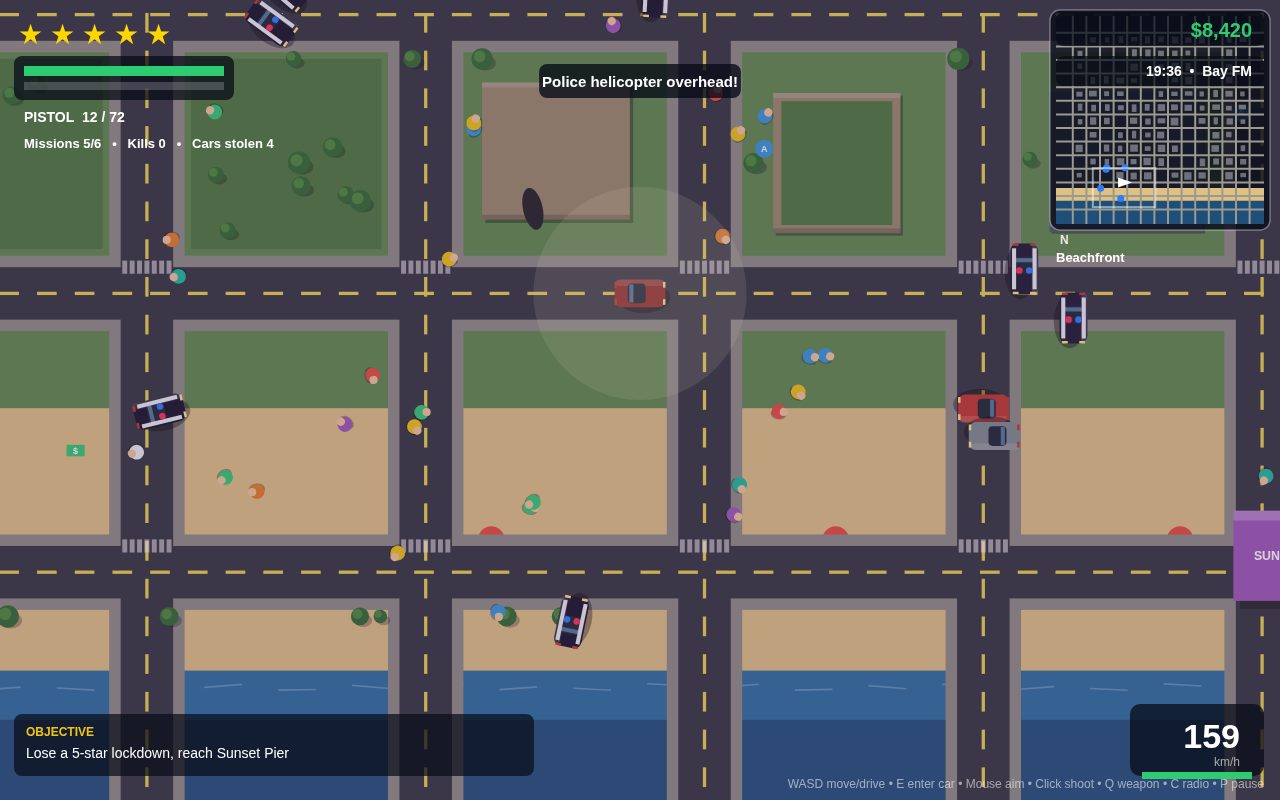 ★ ★ ★ ★ ★
$8,420
Police helicopter overhead!
19:36 • Bay FM
PISTOL 12 / 72
Missions 5/6 • Kills 0 • Cars stolen 4
A
N
Beachfront
$
SUN
OBJECTIVE
Lose a 5-star lockdown, reach Sunset Pier
159
km/h
WASD move/drive • E enter car • Mouse aim • Click shoot • Q weapon • C radio • P pause